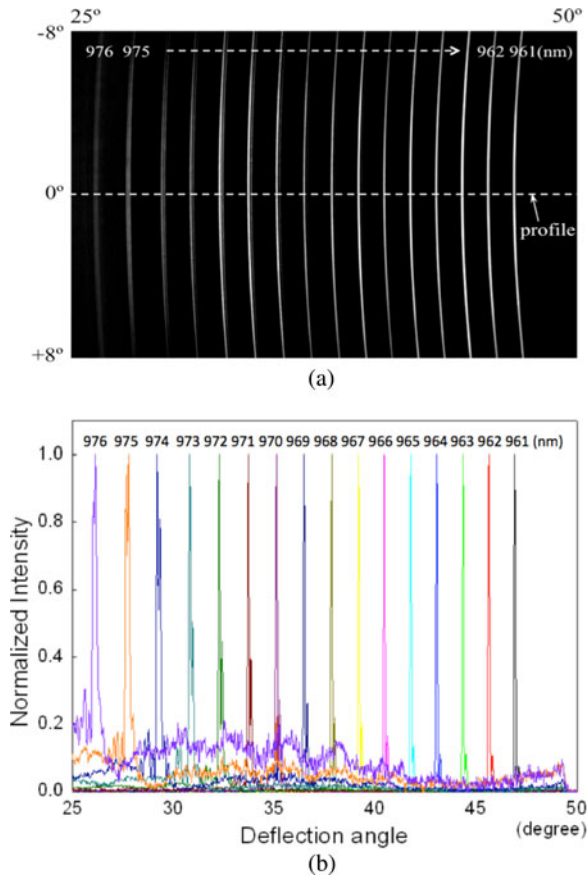 25º 50º
-8º
976 975 962 961(nm)
0º
profile
+8º
(a)
976 975 974 973 972 971 970 969 968 967 966 965 964 963 962 961 (nm)
1.0
0.8
0.6
0.4
0.2
0.0
Normalized Intensity
25 30 35 40 45 50
Deflection angle (degree)
(b)